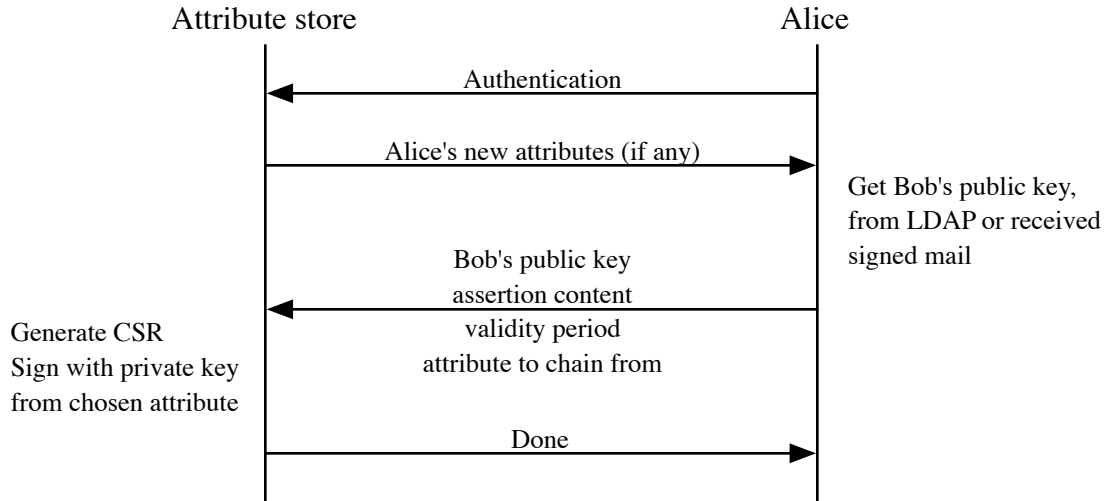 Attribute store
Alice
Authentication
Alice's new attributes (if any)
Get Bob's public key,
from LDAP or received
signed mail
Bob's public key
assertion content
validity period
attribute to chain from
Generate CSR
Sign with private key
from chosen attribute
Done